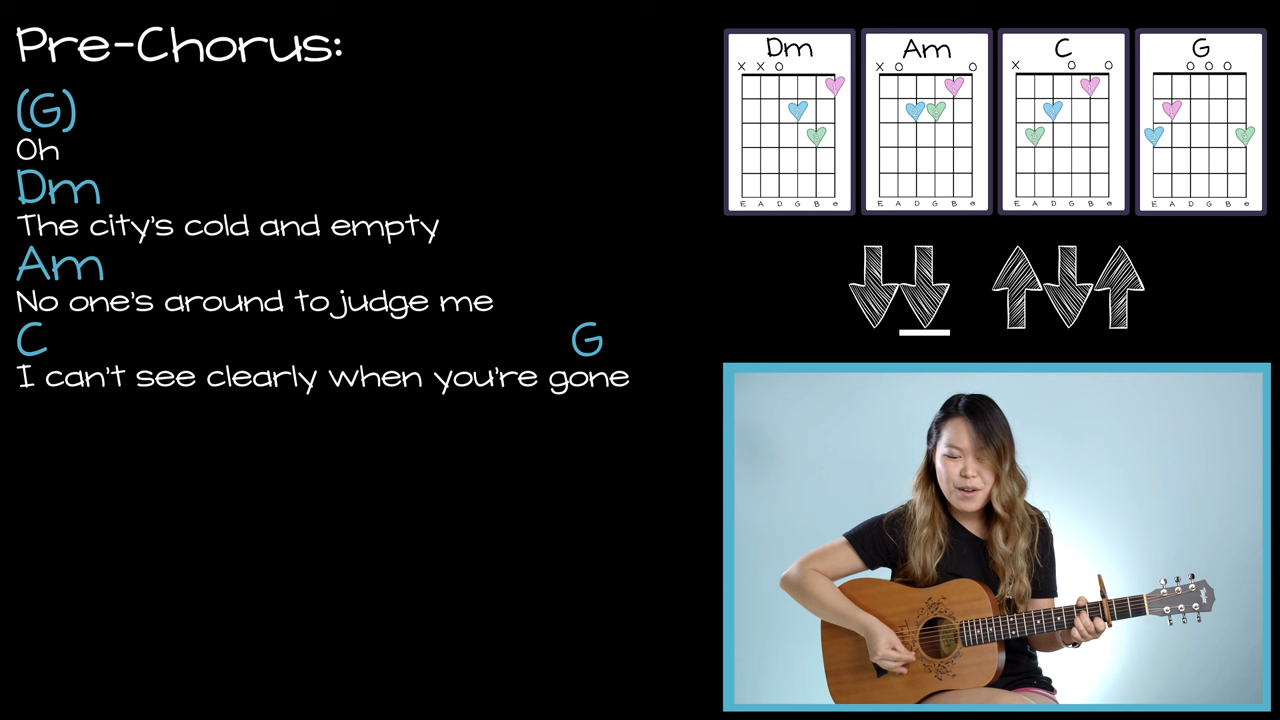 Pre-Chorus:
(G)
Oh
Dm
The city's cold and empty
Am
No one's around to judge me
C G
I can't see clearly when you're gone
Dm
X X O
E A D G B e
Am
X O O
E A D G B e
C
X O O
E A D G B e
G
O O O
E A D G B e